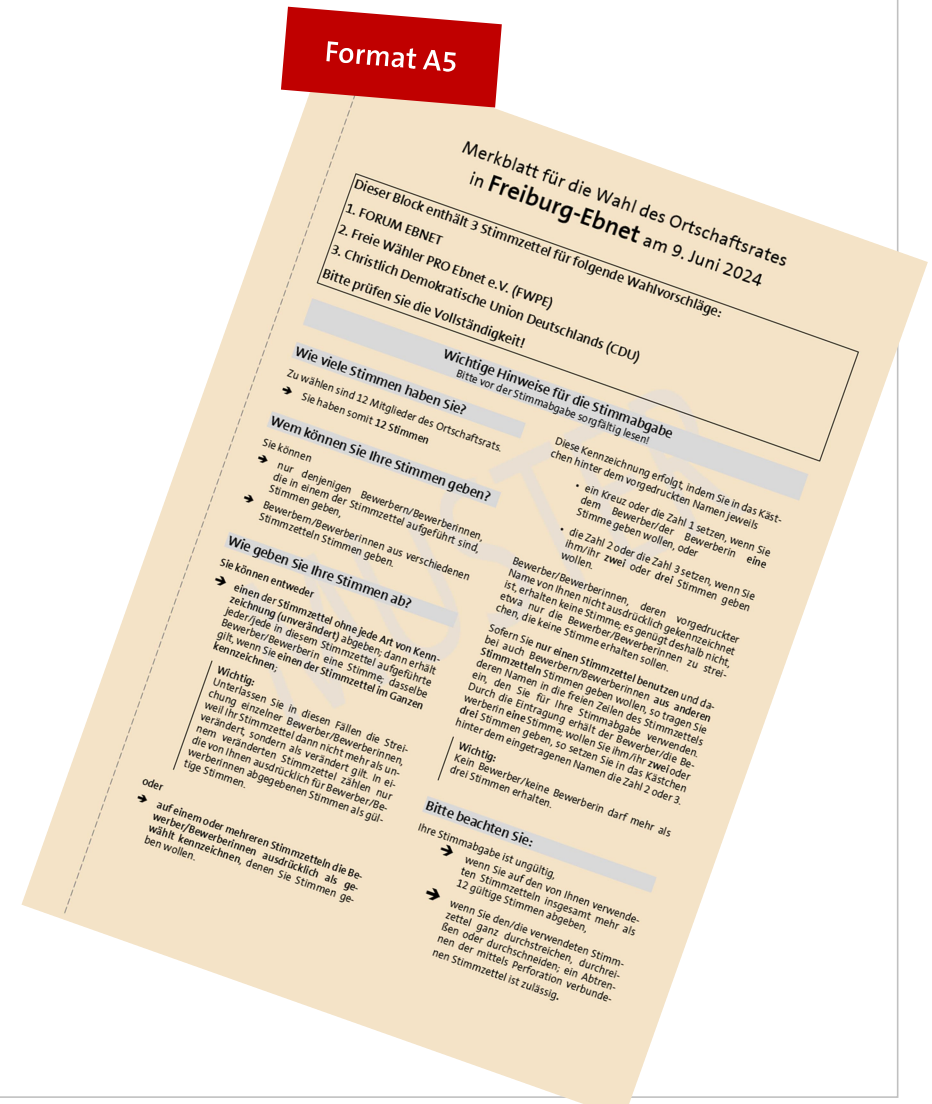 Format A5
Merkblatt für die Wahl des Ortschaftsrates
in Freiburg-Ebnet am 9. Juni 2024
Dieser Block enthält 3 Stimmzettel für folgende Wahlvorschläge:
1. FORUM EBNET
2. Freie Wähler PRO Ebnet e.V. (FWPE)
3. Christlich Demokratische Union Deutschlands (CDU)
Bitte prüfen Sie die Vollständigkeit!
Wichtige Hinweise für die Stimmabgabe
Bitte vor der Stimmabgabe sorgfältig lesen!
Wie viele Stimmen haben Sie?
Zu wählen sind 12 Mitglieder des Ortschaftsrats.
➔ Sie haben somit 12 Stimmen
Wem können Sie Ihre Stimmen geben?
Sie können
➔ nur denjenigen Bewerbern/Bewerberinnen,
die in einem der Stimmzettel aufgeführt sind,
Stimmen geben,
➔ Bewerbern/Bewerberinnen aus verschiedenen
Stimmzetteln Stimmen geben.
Wie geben Sie Ihre Stimmen ab?
Sie können entweder
➔ einen der Stimmzettel ohne jede Art von Kenn-
zeichnung (unverändert) abgeben; dann erhält
jeder/jede in diesem Stimmzettel aufgeführte
Bewerber/Bewerberin eine Stimme; dasselbe
gilt, wenn Sie einen der Stimmzettel im Ganzen
kennzeichnen;
Wichtig:
Unterlassen Sie in diesen Fällen die Strei-
chung einzelner Bewerber/Bewerberinnen,
weil Ihr Stimmzettel dann nicht mehr als un-
verändert, sondern als verändert gilt. In ei-
nem veränderten Stimmzettel zählen nur
die von Ihnen ausdrücklich für Bewerber/Be-
werberinnen abgegebenen Stimmen als gül-
tige Stimmen.
oder
➔ auf einem oder mehreren Stimmzetteln die Be-
werber/Bewerberinnen ausdrücklich als ge-
wählt kennzeichnen, denen Sie Stimmen ge-
ben wollen.
Diese Kennzeichnung erfolgt, indem Sie in das Käst-
chen hinter dem vorgedruckten Namen jeweils
• ein Kreuz oder die Zahl 1 setzen, wenn Sie
dem Bewerber/der Bewerberin eine
Stimme geben wollen, oder
• die Zahl 2 oder die Zahl 3 setzen, wenn Sie
ihm/ihr zwei oder drei Stimmen geben
wollen.
Bewerber/Bewerberinnen, deren vorgedruckter
Name von Ihnen nicht ausdrücklich gekennzeichnet
ist, erhalten keine Stimme; es genügt deshalb nicht,
etwa nur die Bewerber/Bewerberinnen zu strei-
chen, die keine Stimme erhalten sollen.
Sofern Sie nur einen Stimmzettel benutzen und da-
bei auch Bewerbern/Bewerberinnen aus anderen
Stimmzetteln Stimmen geben wollen, so tragen Sie
deren Namen in die freien Zeilen des Stimmzettels
ein, den Sie für Ihre Stimmabgabe verwenden.
Durch die Eintragung erhält der Bewerber/die Be-
werberin eine Stimme; wollen Sie ihm/ihr zwei oder
drei Stimmen geben, so setzen Sie in das Kästchen
hinter dem eingetragenen Namen die Zahl 2 oder 3.
Wichtig:
Kein Bewerber/keine Bewerberin darf mehr als
drei Stimmen erhalten.
Bitte beachten Sie:
Ihre Stimmabgabe ist ungültig,
➔ wenn Sie auf den von Ihnen verwende-
ten Stimmzetteln insgesamt mehr als
12 gültige Stimmen abgeben,
➔ wenn Sie den/die verwendeten Stimm-
zettel ganz durchstreichen, durchrei-
ßen oder durchschneiden; ein Abtren-
nen der mittels Perforation verbunde-
nen Stimmzettel ist zulässig.
MUSTER